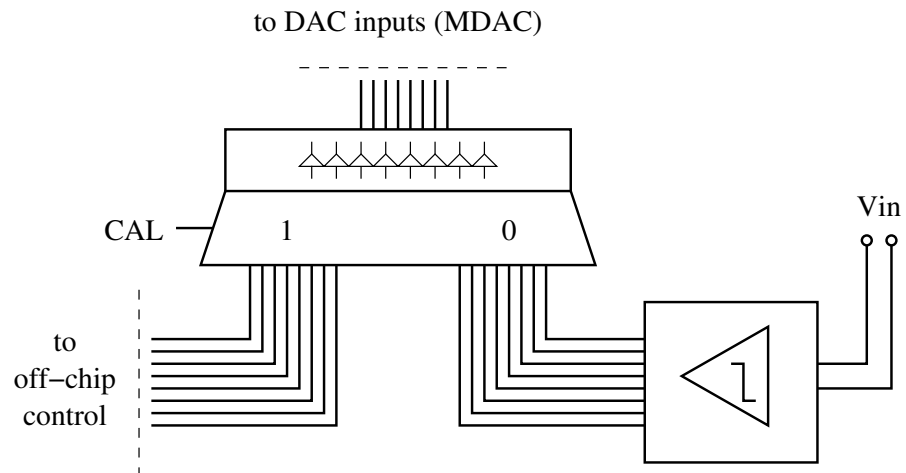 to DAC inputs (MDAC)
CAL
1
0
Vin
to
off−chip
control